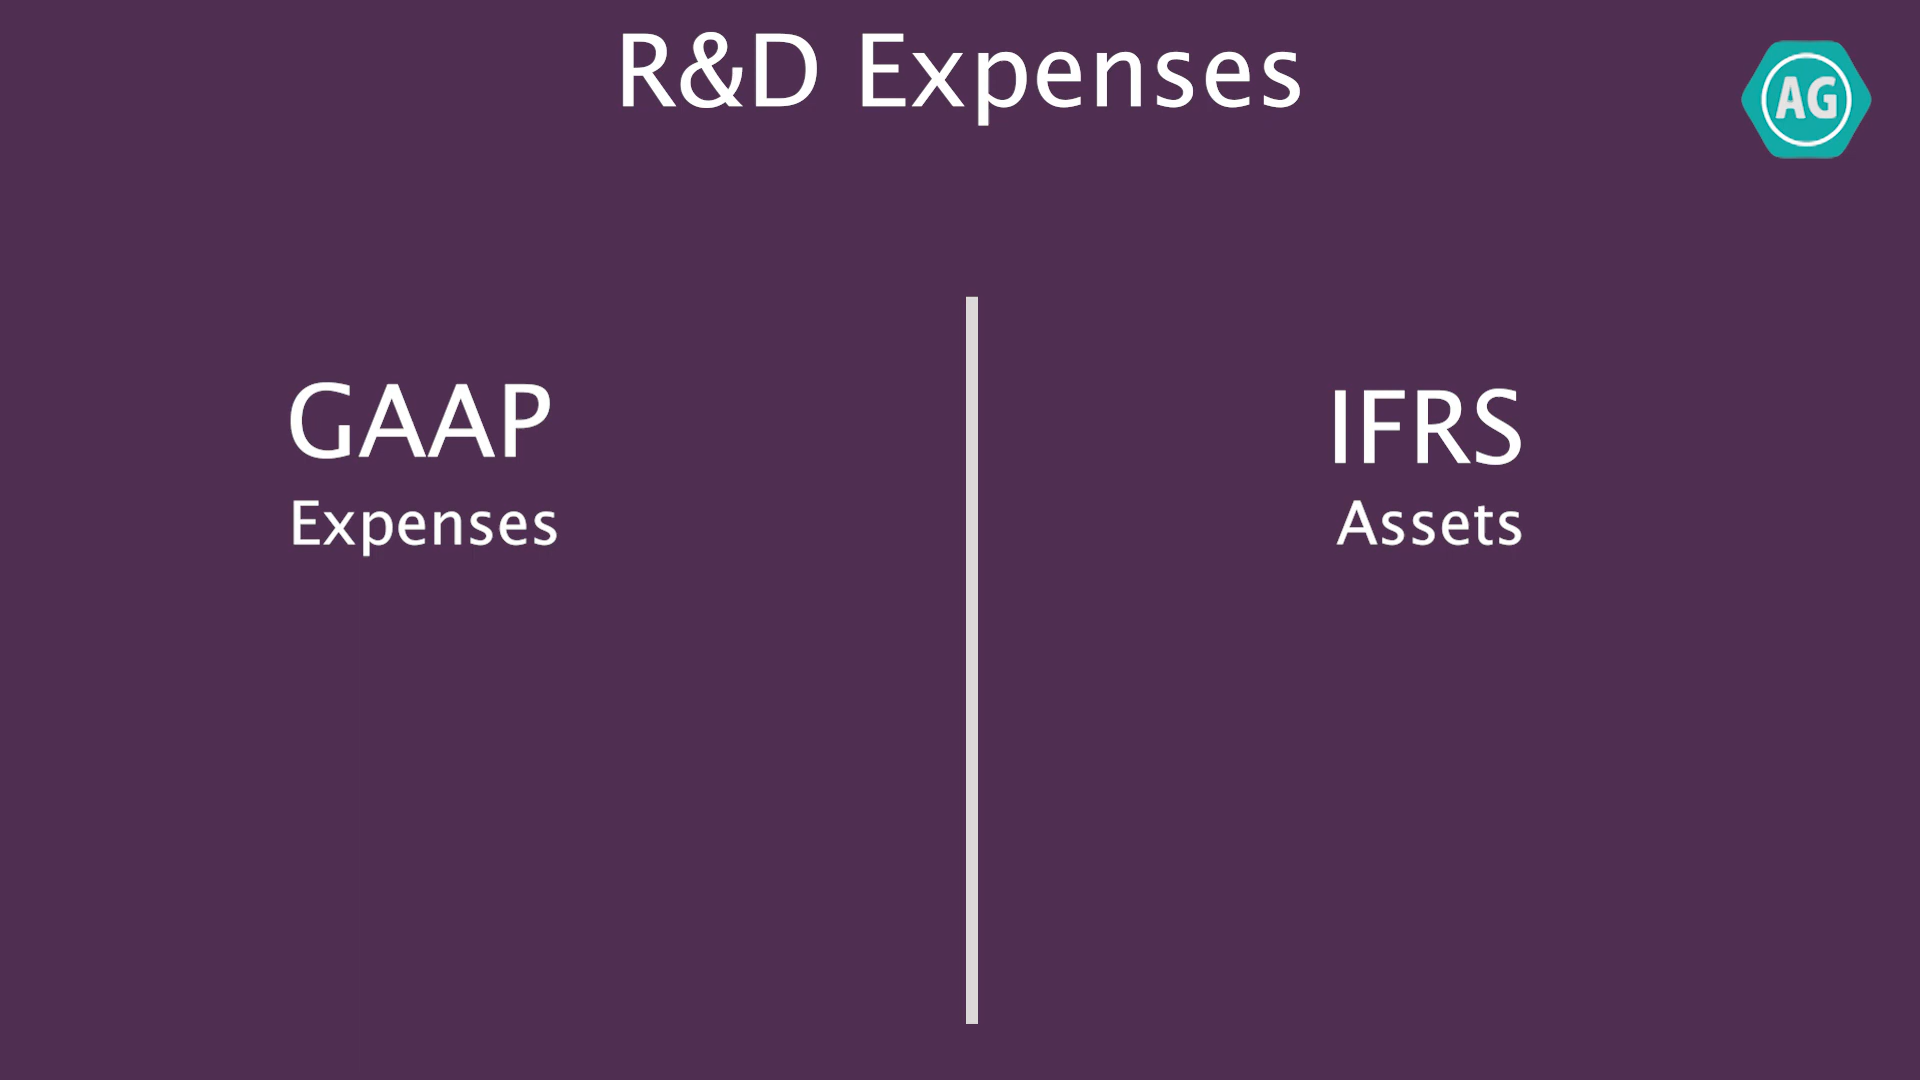 R&D Expenses
AG
GAAP
Expenses
IFRS
Assets